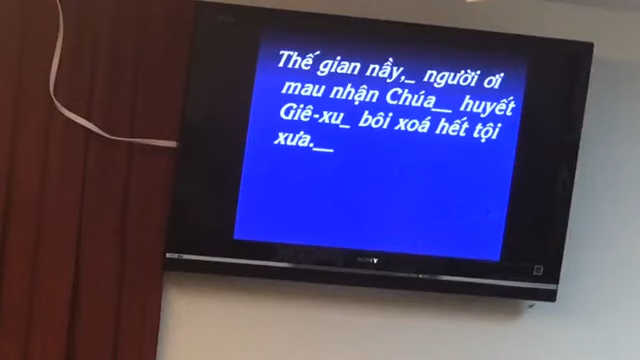 Thế gian nầy,_ người ơi
mau nhận Chúa__ huyết
Giê-xu_ bôi xoá hết tội
xưa.__
SONY